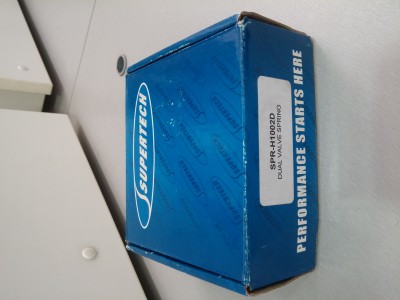 SUPERTECH
SPR-H1002D
DUAL VALVE SPRING
PERFORMANCE STARTS HERE